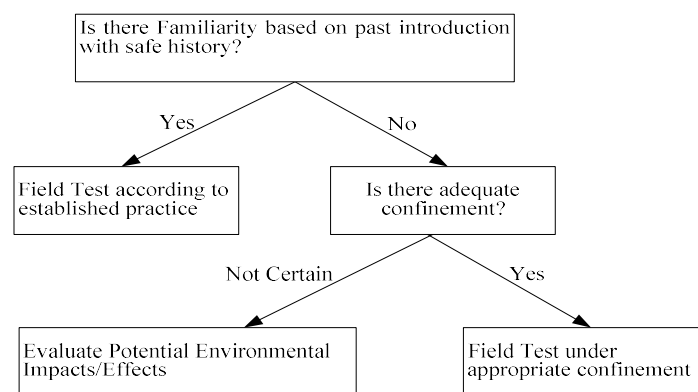 Is there Familiarity based on past introduction
with safe history?
Yes
No
Field Test according to
established practice
Is there adequate
confinement?
Not Certain
Yes
Evaluate Potential Environmental
Impacts/Effects
Field Test under
appropriate confinement